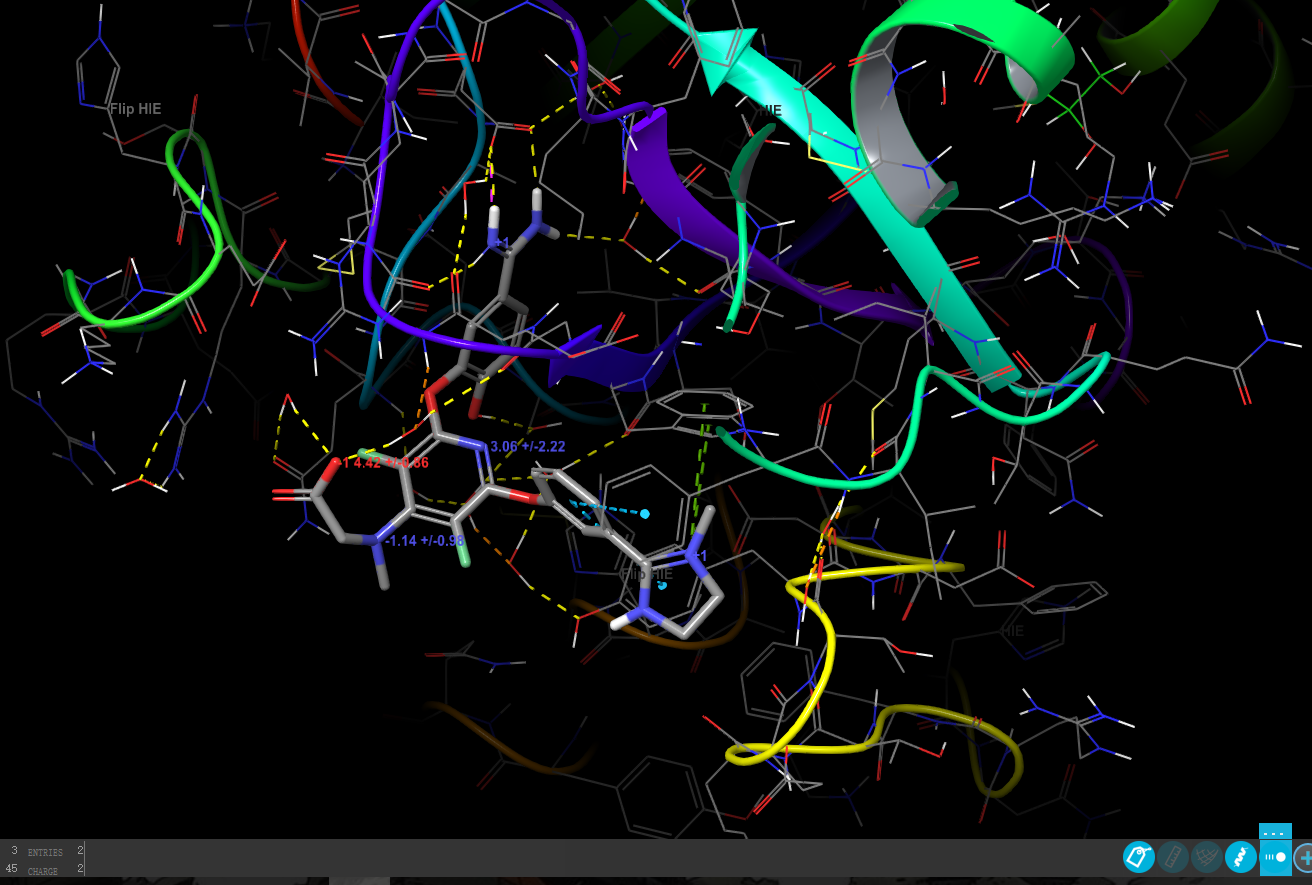 Flip HIE
HIE
+1
3.06 +/-2.22
-1 4.42 +/-0.86
-1.14 +/-0.98
+1
Flip HIE
HIE
3 ENTRIES 2
45 CHARGE 2